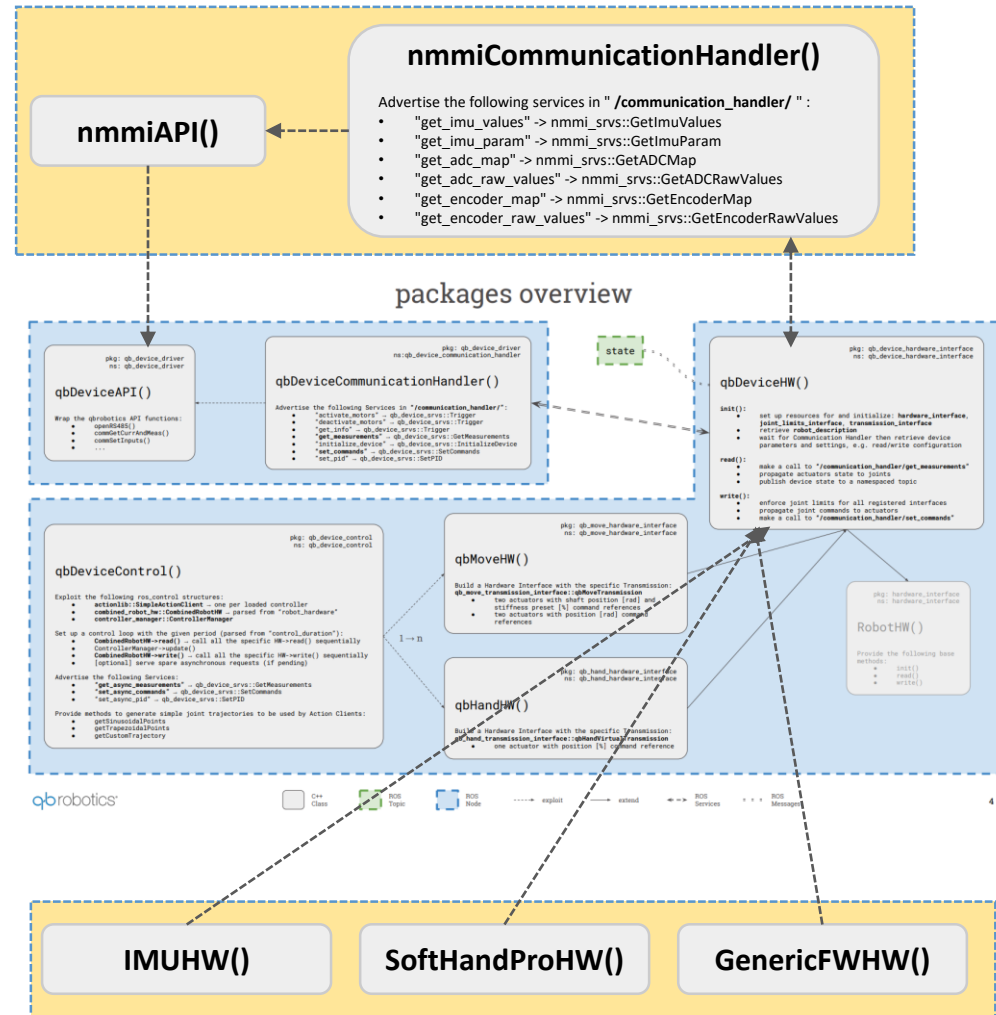 nmmiCommunicationHandler()
Advertise the following services in " /communication_handler/ " :
• "get_imu_values" -> nmmi_srvs::GetImuValues
• "get_imu_param" -> nmmi_srvs::GetImuParam
• "get_adc_map" -> nmmi_srvs::GetADCMap
• "get_adc_raw_values" -> nmmi_srvs::GetADCRawValues
• "get_encoder_map" -> nmmi_srvs::GetEncoderMap
• "get_encoder_raw_values" -> nmmi_srvs::GetEncoderRawValues
nmmiAPI()
packages overview
pkg: qb_device_driver
ns: qb_device_driver
qbDeviceAPI()
Wrap the qbrobotics API functions:
● openRS485()
● commGetCurrAndMeas()
● commSetInputs()
● ...
pkg: qb_device_driver
ns:qb_device_communication_handler
qbDeviceCommunicationHandler()
Advertise the following Services in "/communication_handler/":
● "activate_motors" → qb_device_srvs::Trigger
● "deactivate_motors" → qb_device_srvs::Trigger
● "get_info" → qb_device_srvs::Trigger
● "get_measurements" → qb_device_srvs::GetMeasurements
● "initialize_device" → qb_device_srvs::InitializeDevice
● "set_commands" → qb_device_srvs::SetCommands
● "set_pid" → qb_device_srvs::SetPID
state
pkg: qb_device_hardware_interface
ns: qb_device_hardware_interface
qbDeviceHW()
init():
● set up resources for and initialize: hardware_interface,
joint_limits_interface, transmission_interface
● retrieve robot_description
● wait for Communication Handler then retrieve device
parameters and settings, e.g. read/write configuration
read():
● make a call to "/communication_handler/get_measurements"
● propagate actuators state to joints
● publish device state to a namespaced topic
write():
● enforce joint limits for all registered interfaces
● propagate joint commands to actuators
● make a call to "/communication_handler/set_commands"
pkg: qb_device_control
ns: qb_device_control
qbDeviceControl()
Exploit the following ros_control structures:
● actionlib::SimpleActionClient → one per loaded controller
● combined_robot_hw::CombinedRobotHW → parsed from "robot_hardware"
● controller_manager::ControllerManager
Set up a control loop with the given period (parsed from "control_duration"):
● CombinedRobotHW->read() → call all the specific HW->read() sequentially
● ControllerManager->update()
● CombinedRobotHW->write() → call all the specific HW->write() sequentially
● [optional] serve spare asynchronous requests (if pending)
Advertise the following Services:
● "get_async_measurements" → qb_device_srvs::GetMeasurements
● "set_async_commands" → qb_device_srvs::SetCommands
● "set_async_pid" → qb_device_srvs::SetPID
Provide methods to generate simple joint trajectories to be used by Action Clients:
● getSinusoidalPoints
● getTrapezoidalPoints
● getCustomTrajectory
1 → n
pkg: qb_move_hardware_interface
ns: qb_move_hardware_interface
qbMoveHW()
Build a Hardware Interface with the specific Transmission:
qb_move_transmission_interface::qbMoveTransmission
● two actuators with shaft position [rad] and
stiffness preset [%] command references
● two actuators with position [rad] command
references
pkg: qb_hand_hardware_interface
ns: qb_hand_hardware_interface
qbHandHW()
Build a Hardware Interface with the specific Transmission:
qb_hand_transmission_interface::qbHandVirtualTransmission
● one actuator with position [%] command reference
pkg: hardware_interface
ns: hardware_interface
RobotHW()
Provide the following base
methods:
● init()
● read()
● write()
qbrobotics
C++
Class
ROS
Topic
ROS
Node
exploit
extend
ROS
Services
ROS
Messages
4
IMUHW()
SoftHandProHW()
GenericFWHW()